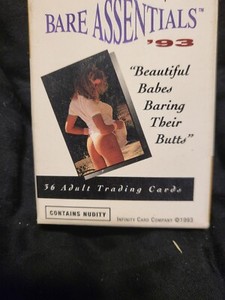 BARE ASSENTIALS™
'93
"Beautiful
Babes
Baring
Their
Butts"
36 Adult Trading Cards
CONTAINS NUDITY
INFINITY CARD COMPANY ©1993